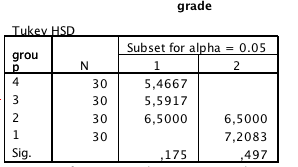 grade
Tukey HSD
grou
p N Subset for alpha = 0.05
1 2
4 30 5,4667
3 30 5,5917
2 30 6,5000 6,5000
1 30 7,2083
Sig. ,175 ,497